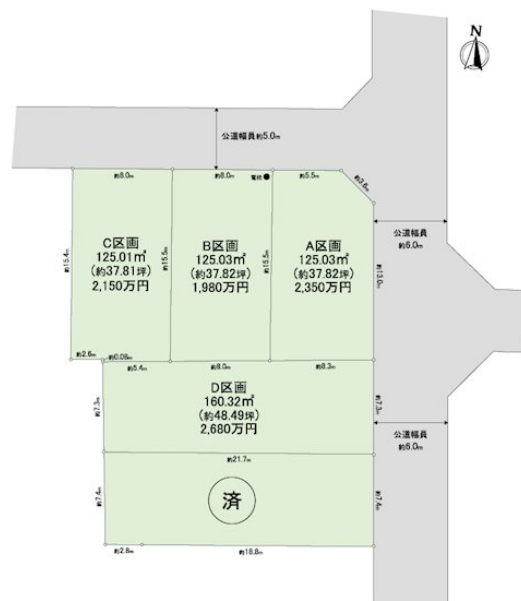 N
公道幅員約5.0m
約8.0m
約8.0m
電柱
約5.5m
約3.6m
公道幅員
約6.0m
約15.4m
C区画
125.01㎡
(約37.81坪)
2,150万円
約15.5m
B区画
125.03㎡
(約37.82坪)
1,980万円
約15.5m
A区画
125.03㎡
(約37.82坪)
2,350万円
約13.0m
約2.6m
約0.08m
約5.4m
約8.0m
約8.3m
約7.3m
D区画
160.32㎡
(約48.49坪)
2,680万円
約7.3m
公道幅員
約6.0m
約21.7m
約7.4m
済
約7.4m
約2.8m
約18.8m